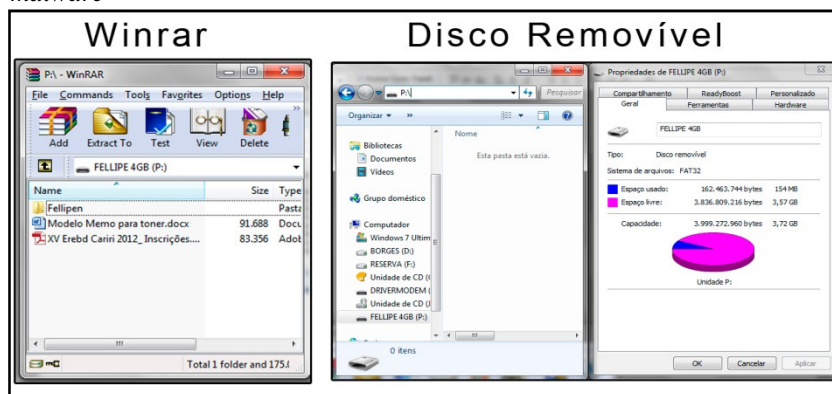 Winrar
Disco Removível
P:\ - WinRAR
File Commands Tools Favorites Options Help
Add Extract To Test View Delete
FELLIPE 4GB (P:)
Name Size Type
Fellipen Pasta
Modelo Memo para toner.docx 91.688 Docu
XV Erebd Cariri 2012_ Inscrições.... 83.356 Adob
Total 1 folder and 175.
P:\
Pesquisar
Organizar
Bibliotecas
Documentos
Vídeos
Grupo doméstico
Computador
Windows 7 Ultim
BORGES (D:)
RESERVA (F:)
Unidade de CD (
DRIVERMODEM (
Unidade de CD (J
FELLIPE 4GB (P:)
Nome
Esta pasta está vazia.
0 itens
Propriedades de FELLIPE 4GB (P:)
Compartilhamento ReadyBoost Personalizado
Geral Ferramentas Hardware
FELLIPE 4GB
Tipo: Disco removível
Sistema de arquivos: FAT32
Espaço usado: 162.463.744 bytes 154 MB
Espaço livre: 3.836.809.216 bytes 3,57 GB
Capacidade: 3.999.272.960 bytes 3,72 GB
Unidade P:
OK Cancelar Aplicar